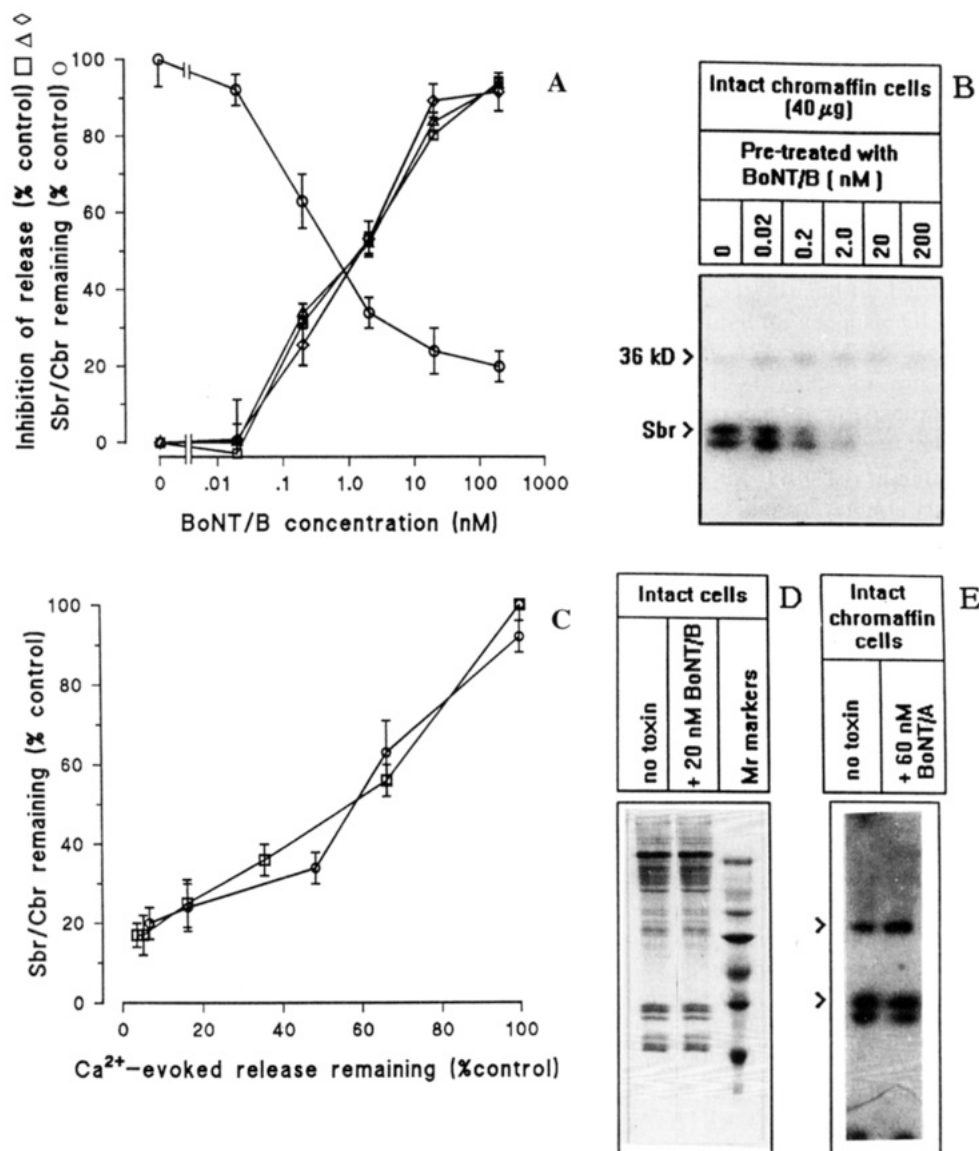 Inhibition of release (% control) □ △ ◇
Sbr/Cbr remaining (% control) ○
100
80
60
40
20
0
0 .01 .1 1.0 10 100 1000
BoNT/B concentration (nM)
A
B
Intact chromaffin cells
(40 µg)
Pre-treated with
BoNT/B ( nM )
0 0.02 0.2 2.0 20 200
36 kD >
Sbr >
C
Sbr/Cbr remaining (% control)
100
80
60
40
20
0
0 20 40 60 80 100
Ca²⁺-evoked release remaining (%control)
D
Intact cells
no toxin
+ 20 nM BoNT/B
Mr markers
E
Intact
chromaffin
cells
no toxin
+ 60 nM
BoNT/A
>
>